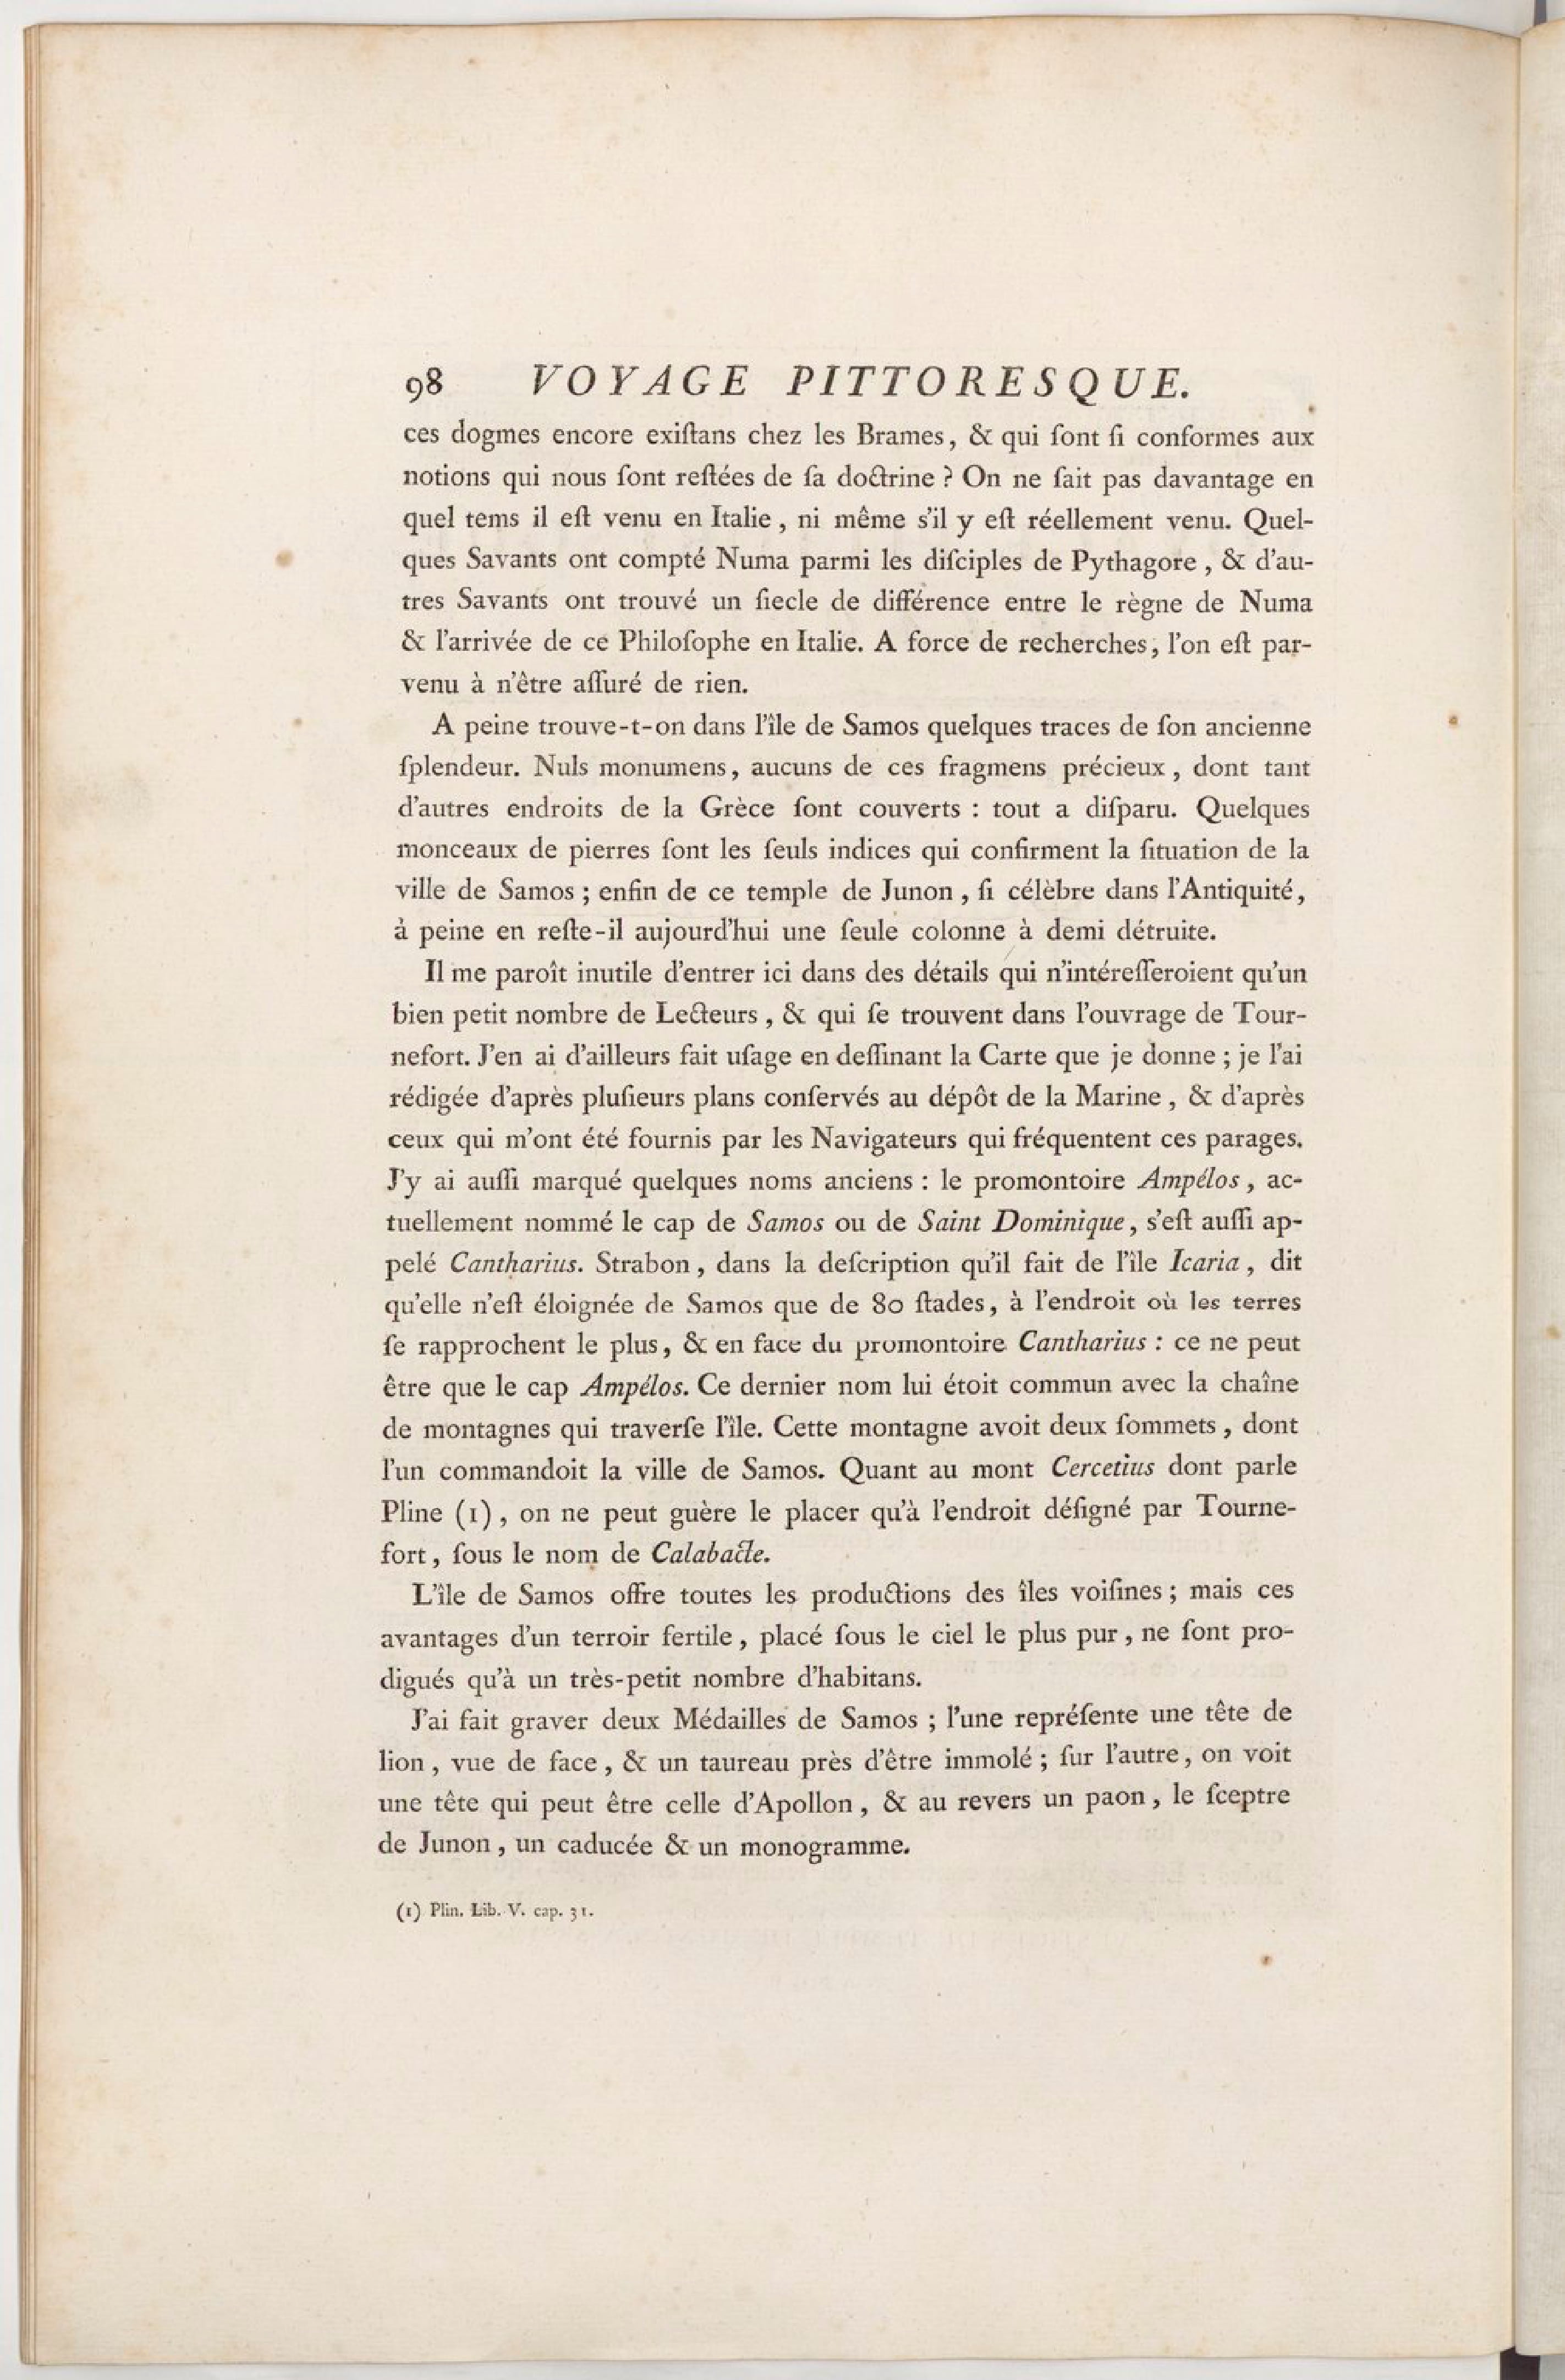 98 VOYAGE PITTORESQUE.
ces dogmes encore exiſtans chez les Brames, & qui ſont ſi conformes aux
notions qui nous ſont reſtées de ſa doctrine ? On ne ſait pas davantage en
quel tems il eſt venu en Italie, ni même s'il y eſt réellement venu. Quel-
ques Savants ont compté Numa parmi les diſciples de Pythagore, & d'au-
tres Savants ont trouvé un ſiecle de différence entre le règne de Numa
& l'arrivée de ce Philoſophe en Italie. A force de recherches, l'on eſt par-
venu à n'être aſſuré de rien.
A peine trouve-t-on dans l'île de Samos quelques traces de ſon ancienne
ſplendeur. Nuls monumens, aucuns de ces fragmens précieux, dont tant
d'autres endroits de la Grèce ſont couverts : tout a diſparu. Quelques
monceaux de pierres ſont les ſeuls indices qui confirment la ſituation de la
ville de Samos ; enfin de ce temple de Junon, ſi célèbre dans l'Antiquité,
à peine en reſte-il aujourd'hui une ſeule colonne à demi détruite.
Il me paroît inutile d'entrer ici dans des détails qui n'intéreſſeroient qu'un
bien petit nombre de Lecteurs, & qui ſe trouvent dans l'ouvrage de Tour-
nefort. J'en ai d'ailleurs fait uſage en deſſinant la Carte que je donne ; je l'ai
rédigée d'après pluſieurs plans conſervés au dépôt de la Marine, & d'après
ceux qui m'ont été fournis par les Navigateurs qui fréquentent ces parages.
J'y ai auſſi marqué quelques noms anciens : le promontoire Ampélos, ac-
tuellement nommé le cap de Samos ou de Saint Dominique, s'eſt auſſi ap-
pelé Cantharius. Strabon, dans la deſcription qu'il fait de l'île Icaria, dit
qu'elle n'eſt éloignée de Samos que de 80 ſtades, à l'endroit où les terres
ſe rapprochent le plus, & en face du promontoire Cantharius : ce ne peut
être que le cap Ampélos. Ce dernier nom lui étoit commun avec la chaîne
de montagnes qui traverſe l'île. Cette montagne avoit deux ſommets, dont
l'un commandoit la ville de Samos. Quant au mont Cercetius dont parle
Pline (1), on ne peut guère le placer qu'à l'endroit déſigné par Tourne-
fort, ſous le nom de Calabacte.
L'île de Samos offre toutes les productions des îles voiſines ; mais ces
avantages d'un terroir fertile, placé ſous le ciel le plus pur, ne ſont pro-
digués qu'à un très-petit nombre d'habitans.
J'ai fait graver deux Médailles de Samos ; l'une repréſente une tête de
lion, vue de face, & un taureau près d'être immolé ; ſur l'autre, on voit
une tête qui peut être celle d'Apollon, & au revers un paon, le ſceptre
de Junon, un caducée & un monogramme.
(1) Plin. Lib. V. cap. 31.